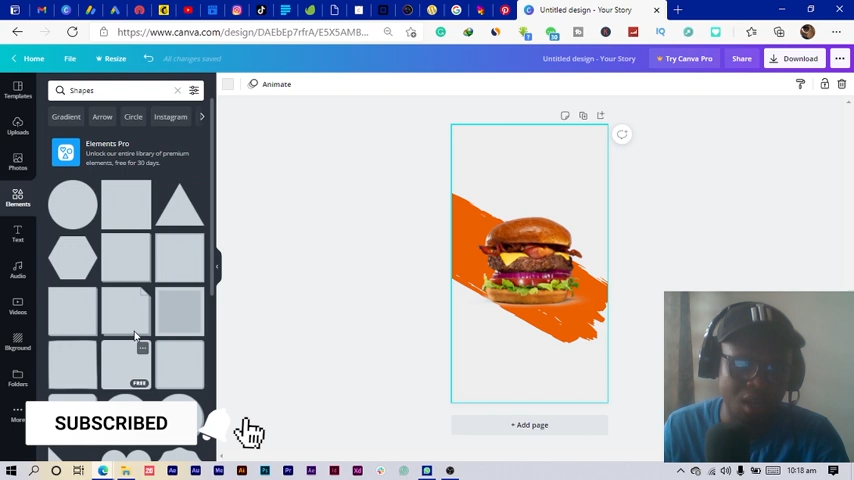 Untitled design - Your Story
https://www.canva.com/design/DAEbEp7rfrA/E5X5AMB...
Home
File
Resize
All changes saved
Untitled design - Your Story
Try Canva Pro
Share
Download
Templates
Uploads
Photos
Elements
Text
Audio
Videos
Bkground
Folders
More
Shapes
Gradient
Arrow
Circle
Instagram
Elements Pro
Unlock our entire library of premium
elements, free for 30 days.
FREE
Animate
+ Add page
SUBSCRIBED
10:18 am